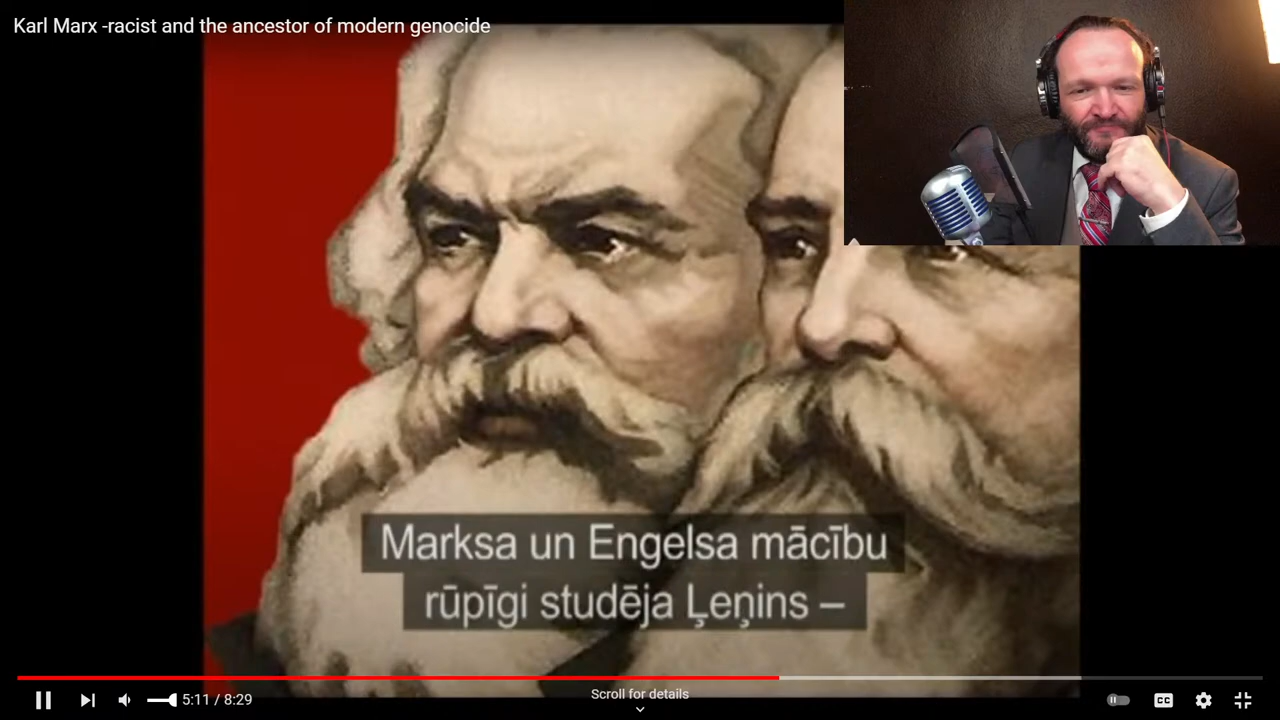 Karl Marx -racist and the ancestor of modern genocide
Marksa un Engelsa mācību
rūpīgi studēja Ļeņins –
5:11 / 8:29
Scroll for details
CC